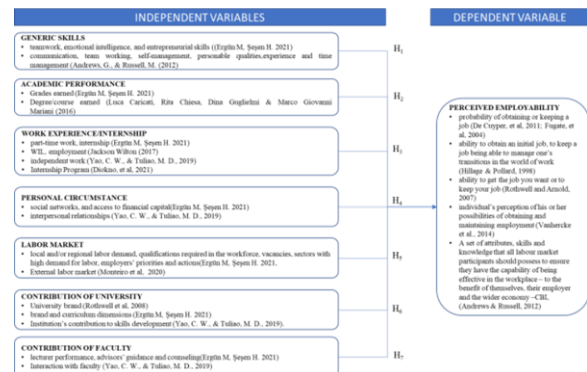 INDEPENDENT VARIABLES
DEPENDENT VARIABLE
GENERIC SKILLS
• teamwork, emotional intelligence, and entrepreneurial skills ((Ergün M, Şeşen H. 2021)
• communication, team working, self-management, personable qualities,experience and time
management (Andrews, G., & Russell, M. (2012)
H1
ACADEMIC PERFORMANCE
• Grades earned (Ergün M, Şeşen H. 2021)
• Degree/course earned (Luca Caricati, Rita Chiesa, Dina Guglielmi & Marco Giovanni
Mariani (2016)
H2
WORK EXPERIENCE/INTERNSHIP
• part-time work, internship (Ergün M, Şeşen H. 2021)
• WIL. employment (Jackson Wilton (2017)
• independent work (Yao, C. W., & Tuliao, M. D., 2019)
• Internship Program (Diokno, et al, 2021)
H3
PERSONAL CIRCUMSTANCE
• social networks, and access to financial capital(Ergün M, Şeşen H. 2021)
• interpersonal relationships (Yao, C. W., & Tuliao, M. D., 2019)
H4
LABOR MARKET
• local and/or regional labor demand, qualifications required in the workforce, vacancies, sectors with
high demand for labor, employers' priorities and actions(Ergün M, Şeşen H. 2021.
• External labor market (Monteiro et al, 2020)
H5
CONTRIBUTION OF UNIVERSITY
• University brand (Rothwell et al. 2008)
• brand and curriculum dimensions (Ergün M, Şeşen H. 2021)
• Institution's contribution to skills development (Yao, C. W., & Tuliao, M. D., 2019).
H6
CONTRIBUTION OF FACULTY
• lecturer performance, advisors' guidance and counseling(Ergün M, Şeşen H. 2021)
• Interaction with faculty (Yao, C. W., & Tuliao, M. D., 2019)
H7
PERCEIVED EMPLOYABILITY
• probability of obtaining or keeping a
job (De Cuyper, et al, 2011; Fugate, et
al, 2004)
• ability to obtain an initial job, to keep a
job being able to manage one's
transitions in the world of work
(Hillage & Pollard, 1998)
• ability to get the job you want or to
keep your job (Rothwell and Arnold,
2007)
• individual's perception of his or her
possibilities of obtaining and
maintaining employment (Vanhercke
et al., 2014)
• A set of attributes, skills and
knowledge that all labour market
participants should possess to ensure
they have the capability of being
effective in the workplace – to the
benefit of themselves, their employer
and the wider economy –CBI,
(Andrews & Russell, 2012)